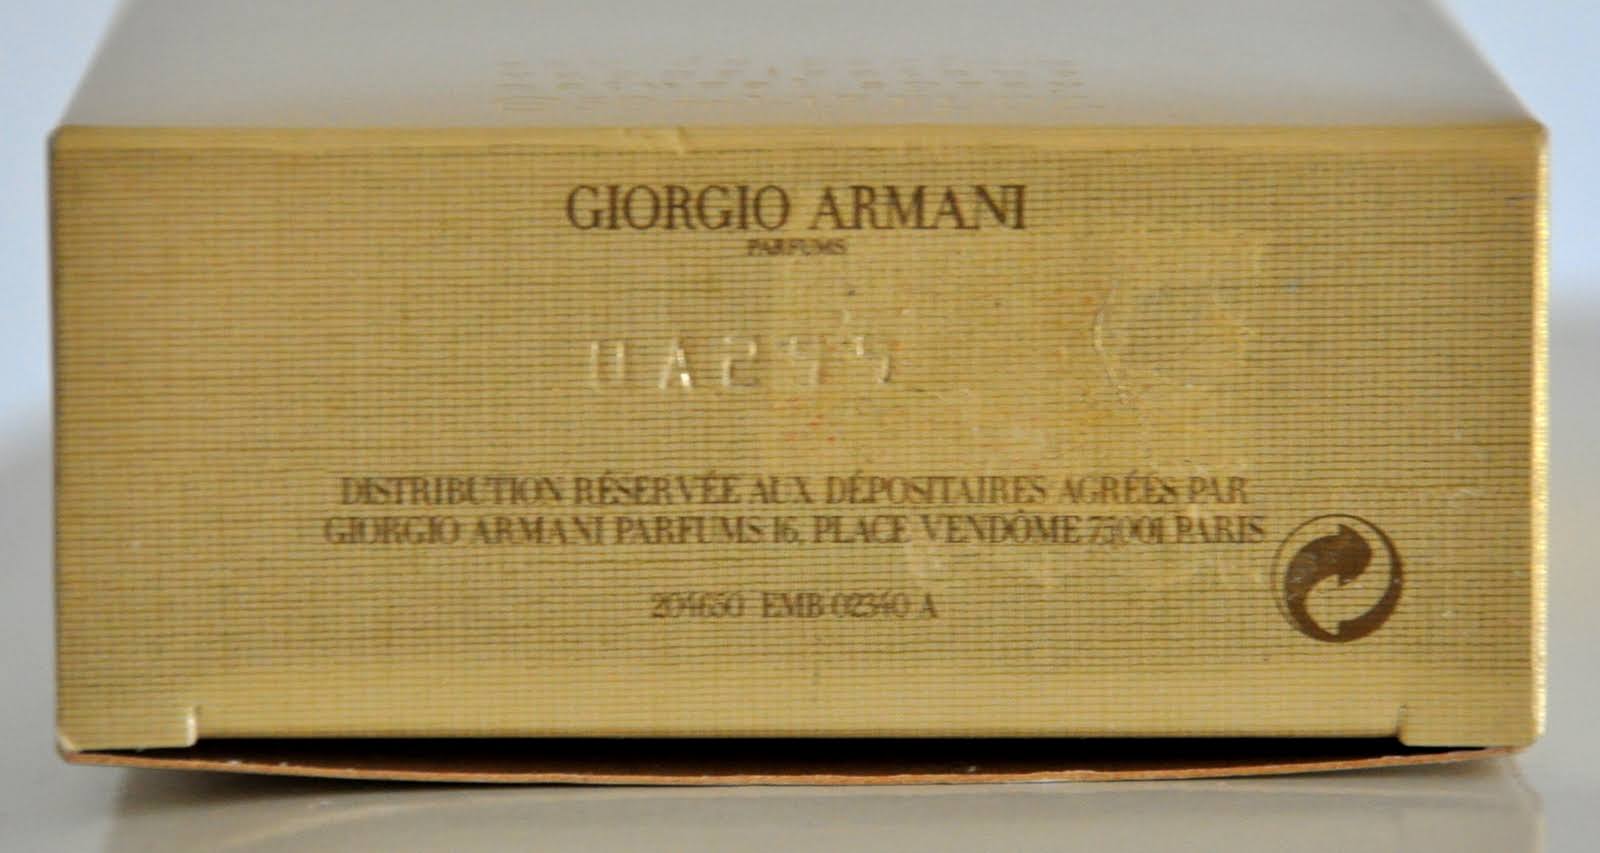 GIORGIO ARMANI
PARFUMS
DISTRIBUTION RÉSERVÉE AUX DÉPOSITAIRES AGRÉÉS PAR
GIORGIO ARMANI PARFUMS 16, PLACE VENDÔME 75001 PARIS
204650 EMB 02340 A